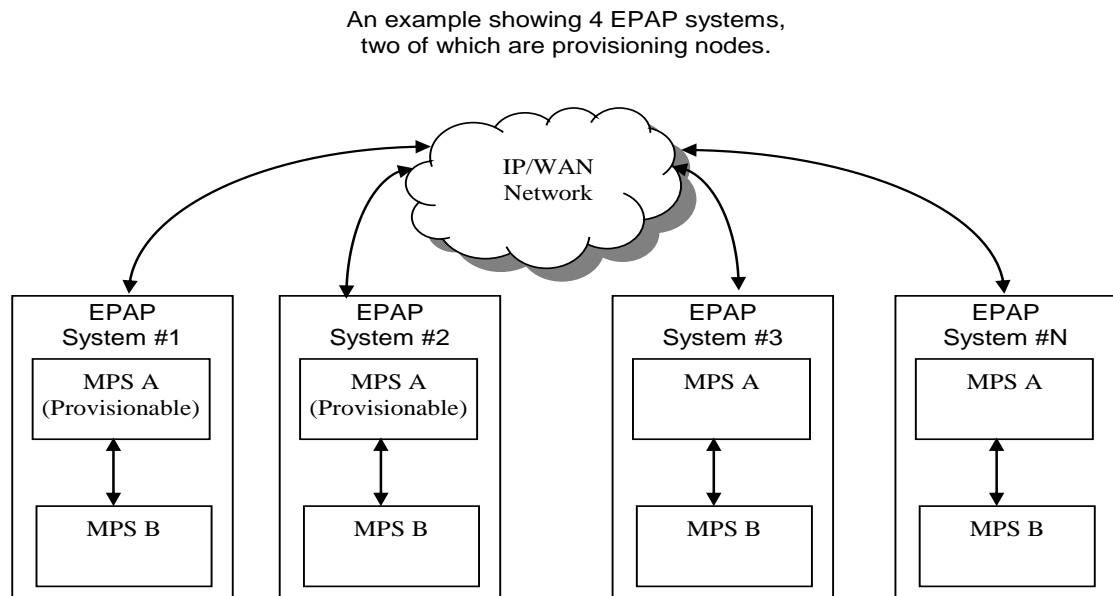 An example showing 4 EPAP systems,
two of which are provisioning nodes.
IP/WAN
Network
EPAP
System #1
MPS A
(Provisionable)
MPS B
EPAP
System #2
MPS A
(Provisionable)
MPS B
EPAP
System #3
MPS A
MPS B
EPAP
System #N
MPS A
MPS B